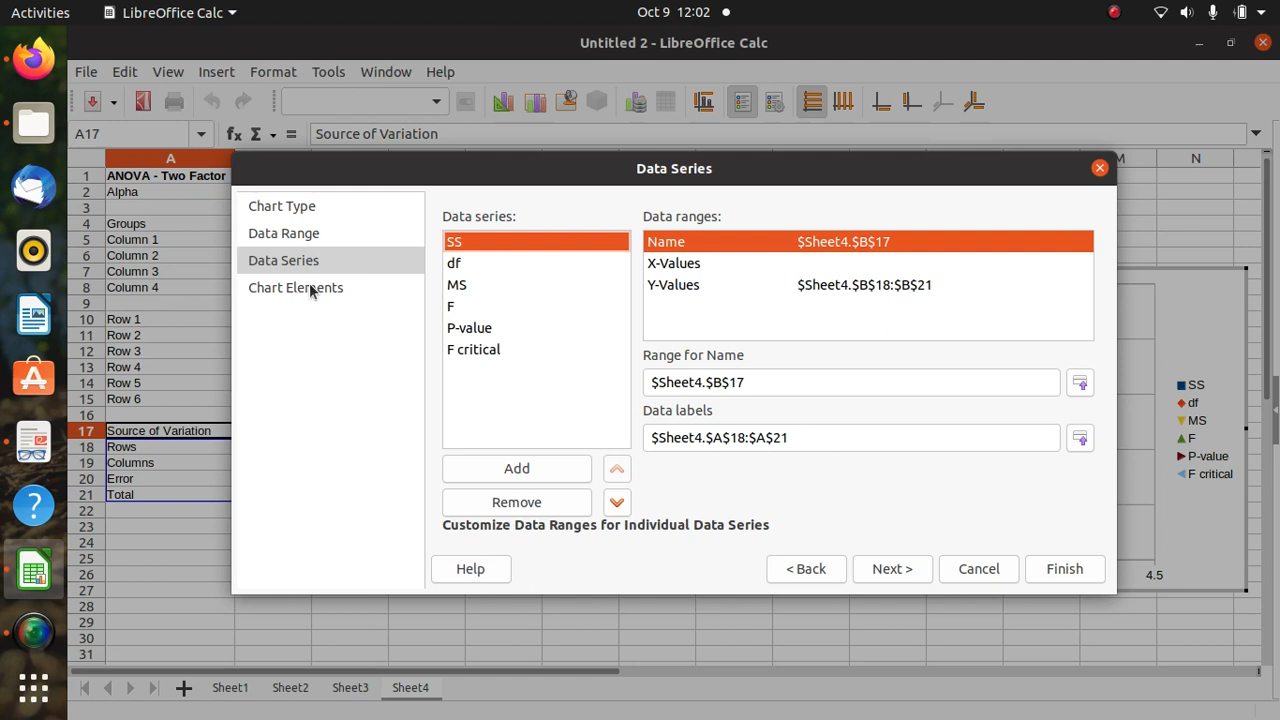 Activities LibreOffice Calc Oct 9 12:02
Untitled 2 - LibreOffice Calc
File Edit View Insert Format Tools Window Help
A17 fx Σ = Source of Variation
A M N
1 ANOVA - Two Factor
2 Alpha
3
4 Groups
5 Column 1
6 Column 2
7 Column 3
8 Column 4
9
10 Row 1
11 Row 2
12 Row 3
13 Row 4
14 Row 5
15 Row 6
16
17 Source of Variation
18 Rows
19 Columns
20 Error
21 Total
22
23
24
25
26
27
28
29
30
31
Data Series
Chart Type
Data Range
Data Series
Chart Elements
Data series:
SS
df
MS
F
P-value
F critical
Add
Remove
Data ranges:
Name $Sheet4.$B$17
X-Values
Y-Values $Sheet4.$B$18:$B$21
Range for Name
$Sheet4.$B$17
Data labels
$Sheet4.$A$18:$A$21
Customize Data Ranges for Individual Data Series
Help < Back Next > Cancel Finish
SS
df
MS
F
P-value
F critical
4.5
Sheet1 Sheet2 Sheet3 Sheet4